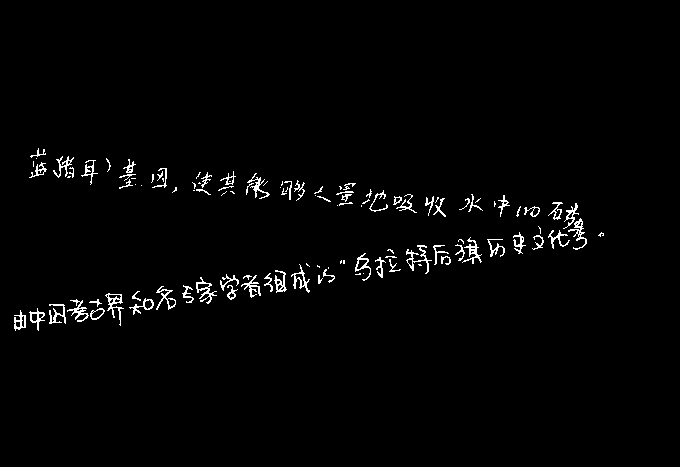 蓝猪耳）基因，使其能够大量地吸收水中的磷
由中国考古界知名专家学者组成的"乌拉特后旗历史文化考。